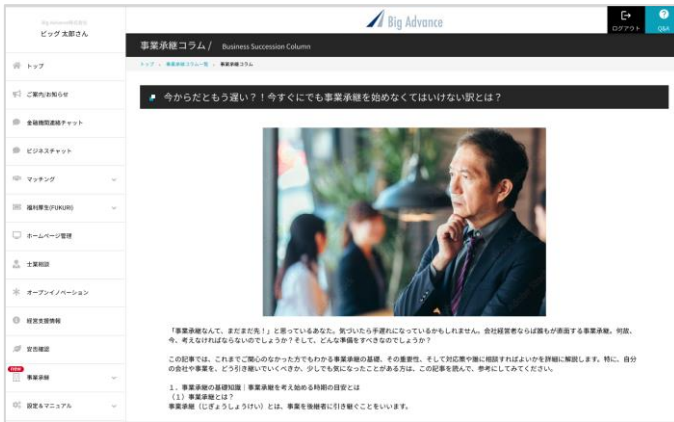 Big Advance株式会社
ビッグ 太郎さん
トップ
ご案内/お知らせ
金融機関連絡チャット
ビジネスチャット
マッチング
福利厚生(FUKURI)
ホームページ管理
士業相談
オープンイノベーション
経営支援情報
安否確認
new
事業承継
設定&マニュアル
Big Advance
ログアウト
Q&A
事業承継コラム / Business Succession Column
トップ 事業承継コラム一覧 事業承継コラム
今からだともう遅い?!今すぐにでも事業承継を始めなくてはいけない訳とは?
「事業承継なんて、まだまだ先!」と思っているあなた。気づいたら手遅れになっているかもしれません。会社経営者ならば誰もが直面する事業承継。何故、
今、考えなければならないのでしょうか?そして、どんな準備をすべきなのでしょうか?
この記事では、これまでご関心のなかった方でもわかる事業承継の基礎、その重要性、そして対応策や誰に相談すればよいかを詳細に解説します。特に、自分
の会社や事業を、どう引き継いでいくべきか、少しでも気になったことがある方は、この記事を読んで、参考にしてみてください。
1.事業承継の基礎知識|事業承継を考え始める時期の目安とは
(1)事業承継とは?
事業承継(じぎょうしょうけい)とは、事業を後継者に引き継ぐことをいいます。